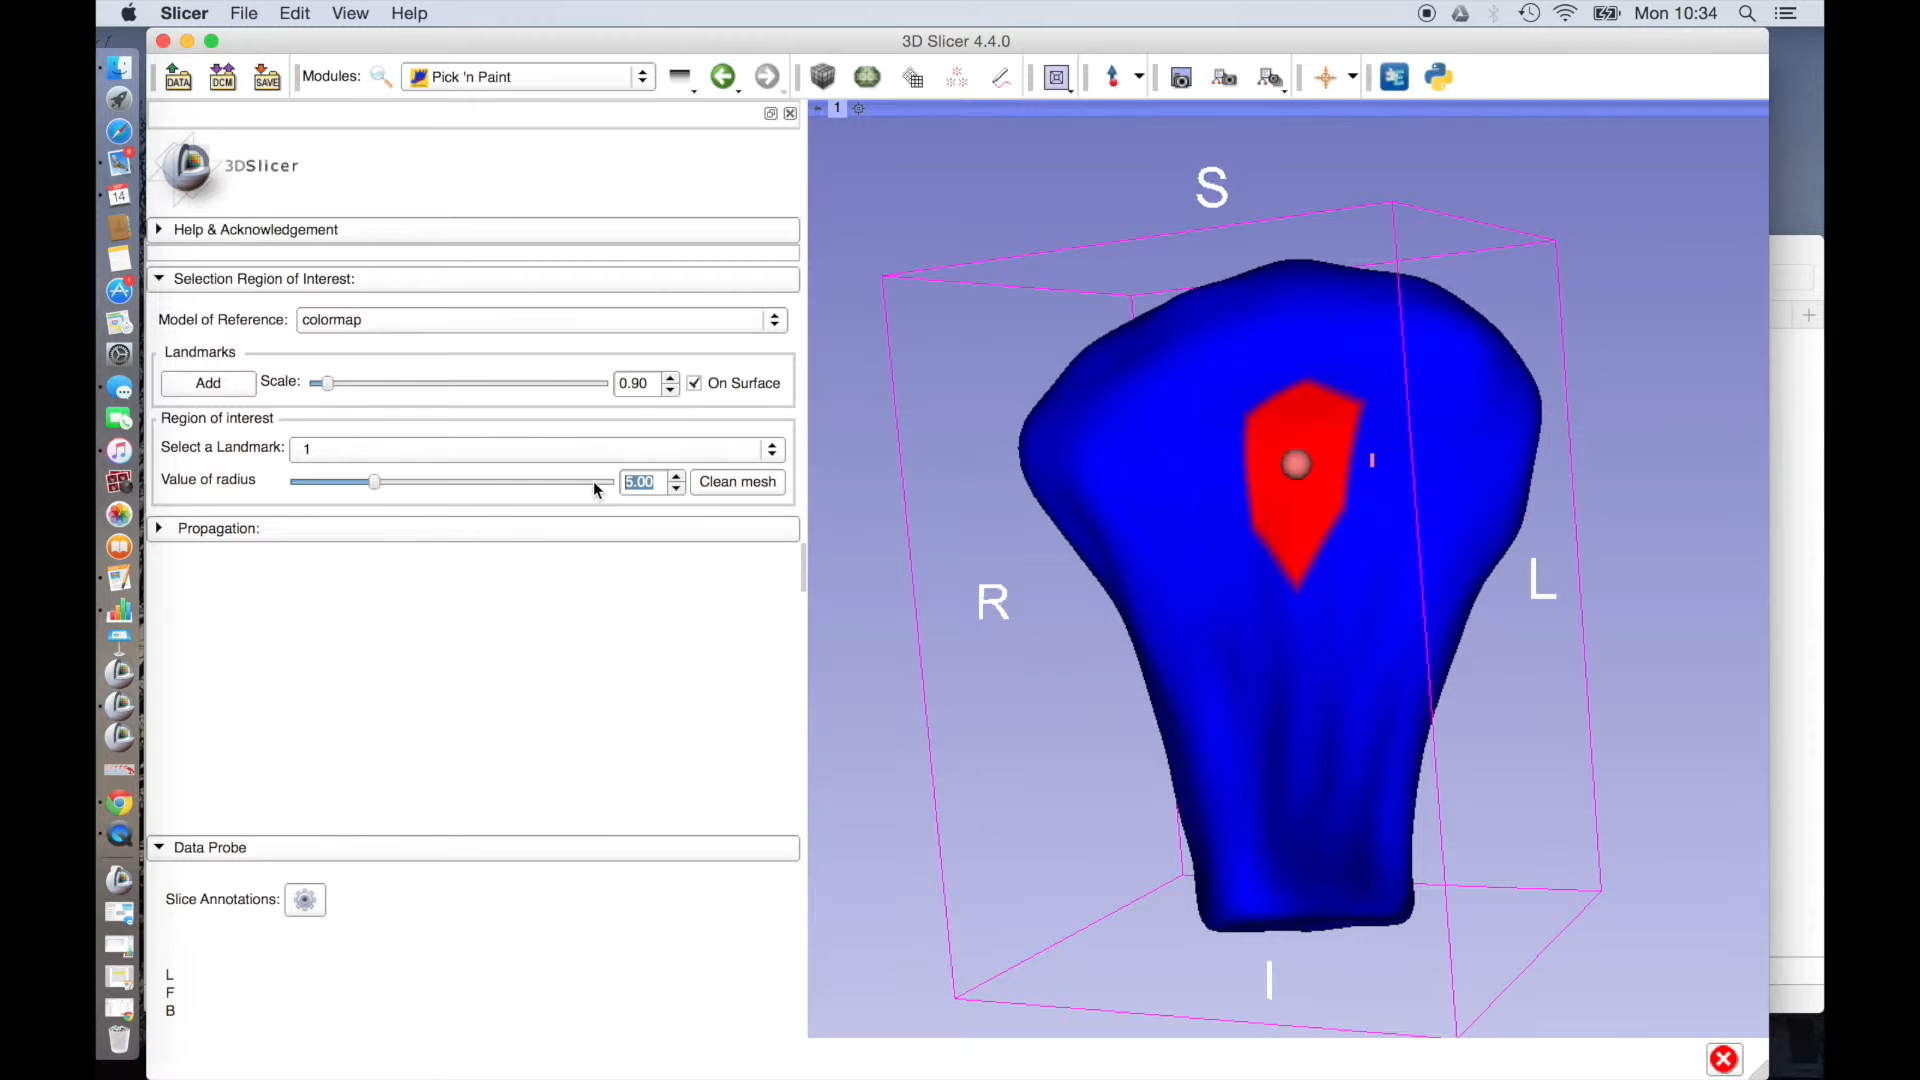 Slicer File Edit View Help Mon 10:34
3D Slicer 4.4.0
DATA DCM SAVE Modules: Pick 'n Paint
1
3DSlicer
Help & Acknowledgement
Selection Region of Interest:
Model of Reference: colormap
Landmarks
Add Scale: 0.90 On Surface
Region of interest
Select a Landmark: 1
Value of radius 5.00 Clean mesh
Propagation:
Data Probe
Slice Annotations:
L
F
B
S
R
L
I